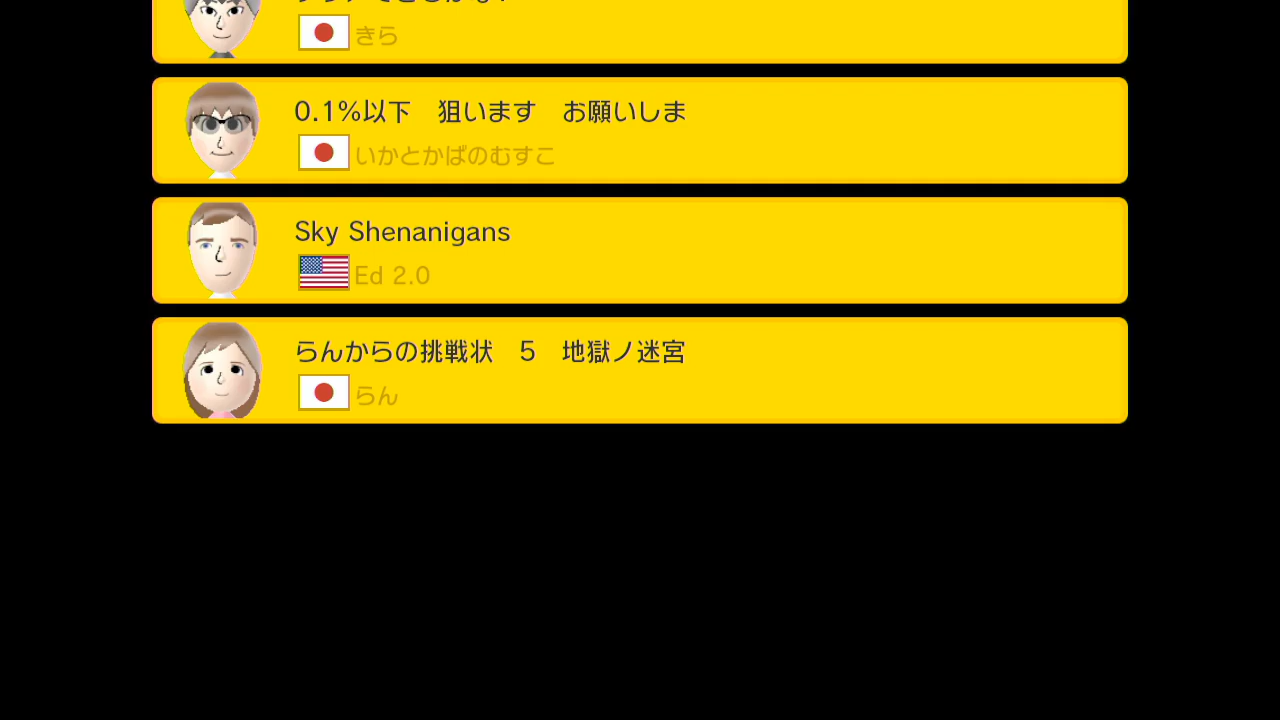 きら
0.1%以下　狙います　お願いしま
いかとかばのむすこ
Sky Shenanigans
Ed 2.0
らんからの挑戦状　5　地獄ノ迷宮
らん